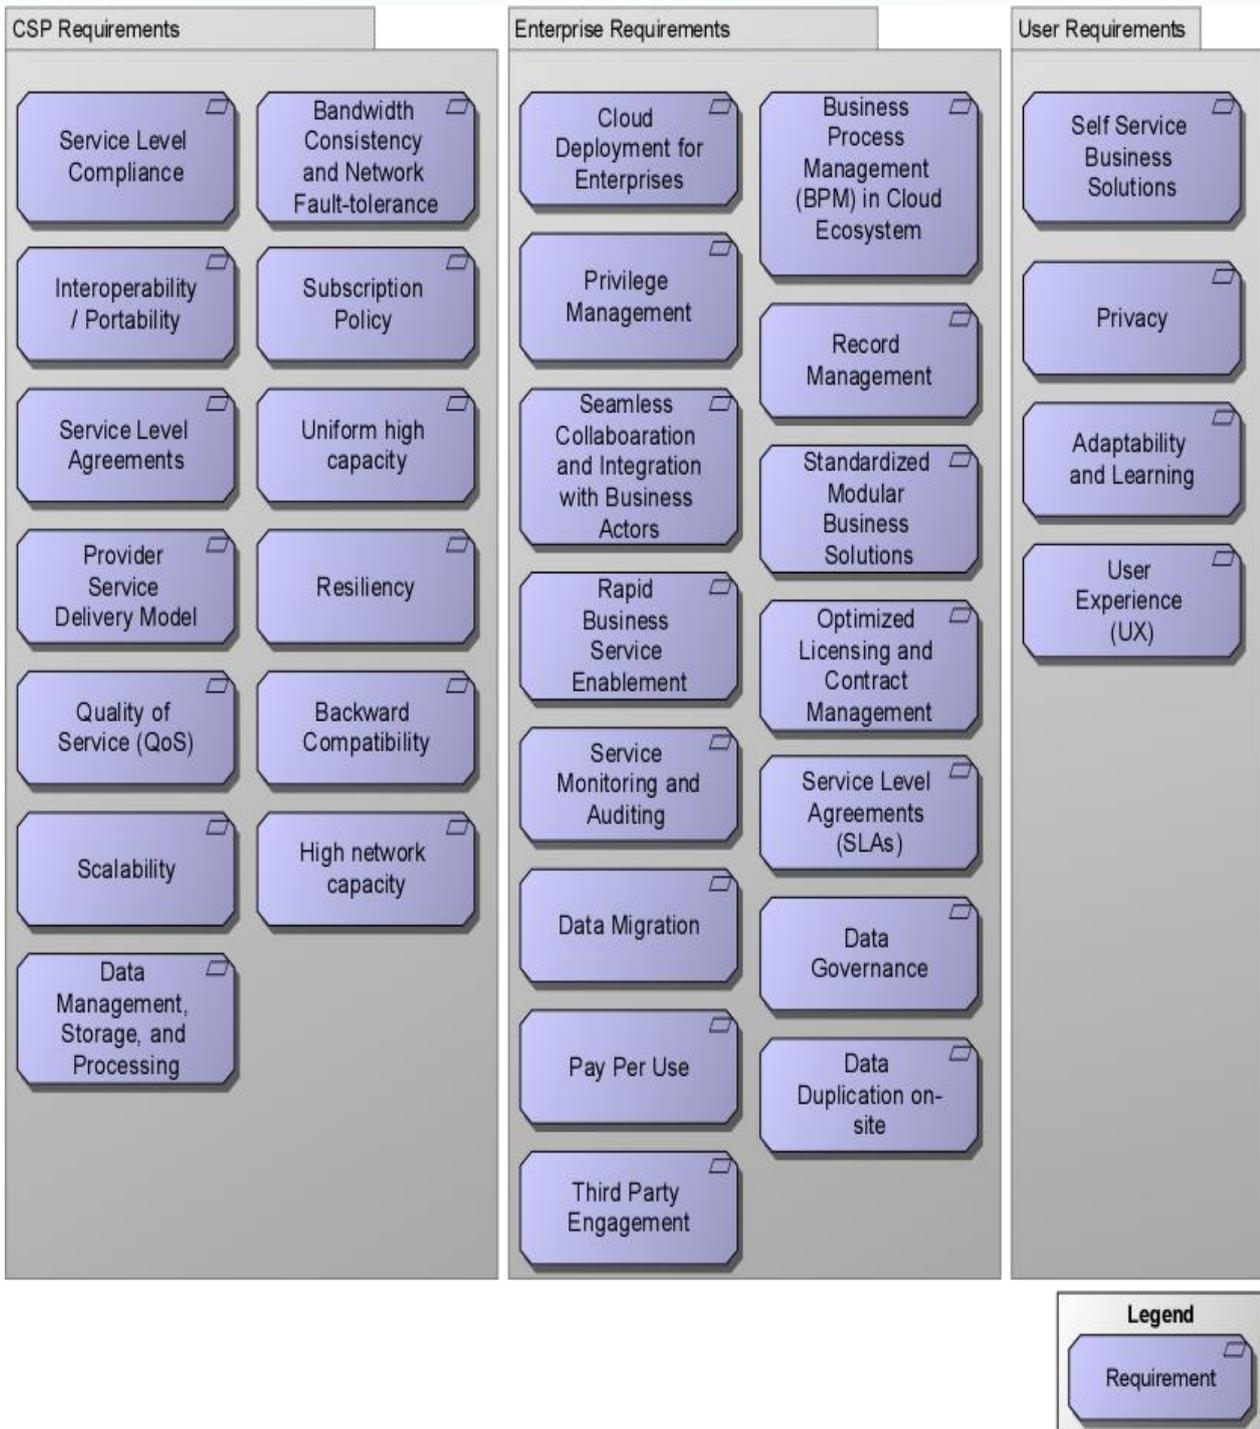 CSP Requirements
Service Level
Compliance
Bandwidth
Consistency
and Network
Fault-tolerance
Interoperability
/ Portability
Subscription
Policy
Service Level
Agreements
Uniform high
capacity
Provider
Service
Delivery Model
Resiliency
Quality of
Service (QoS)
Backward
Compatibility
Scalability
High network
capacity
Data
Management,
Storage, and
Processing
Enterprise Requirements
Cloud
Deployment for
Enterprises
Privilege
Management
Seamless
Collaboaration
and Integration
with Business
Actors
Rapid
Business
Service
Enablement
Service
Monitoring and
Auditing
Data Migration
Pay Per Use
Third Party
Engagement
Business
Process
Management
(BPM) in Cloud
Ecosystem
Record
Management
Standardized
Modular
Business
Solutions
Optimized
Licensing and
Contract
Management
Service Level
Agreements
(SLAs)
Data
Governance
Data
Duplication on-
site
User Requirements
Self Service
Business
Solutions
Privacy
Adaptability
and Learning
User
Experience
(UX)
Legend
Requirement